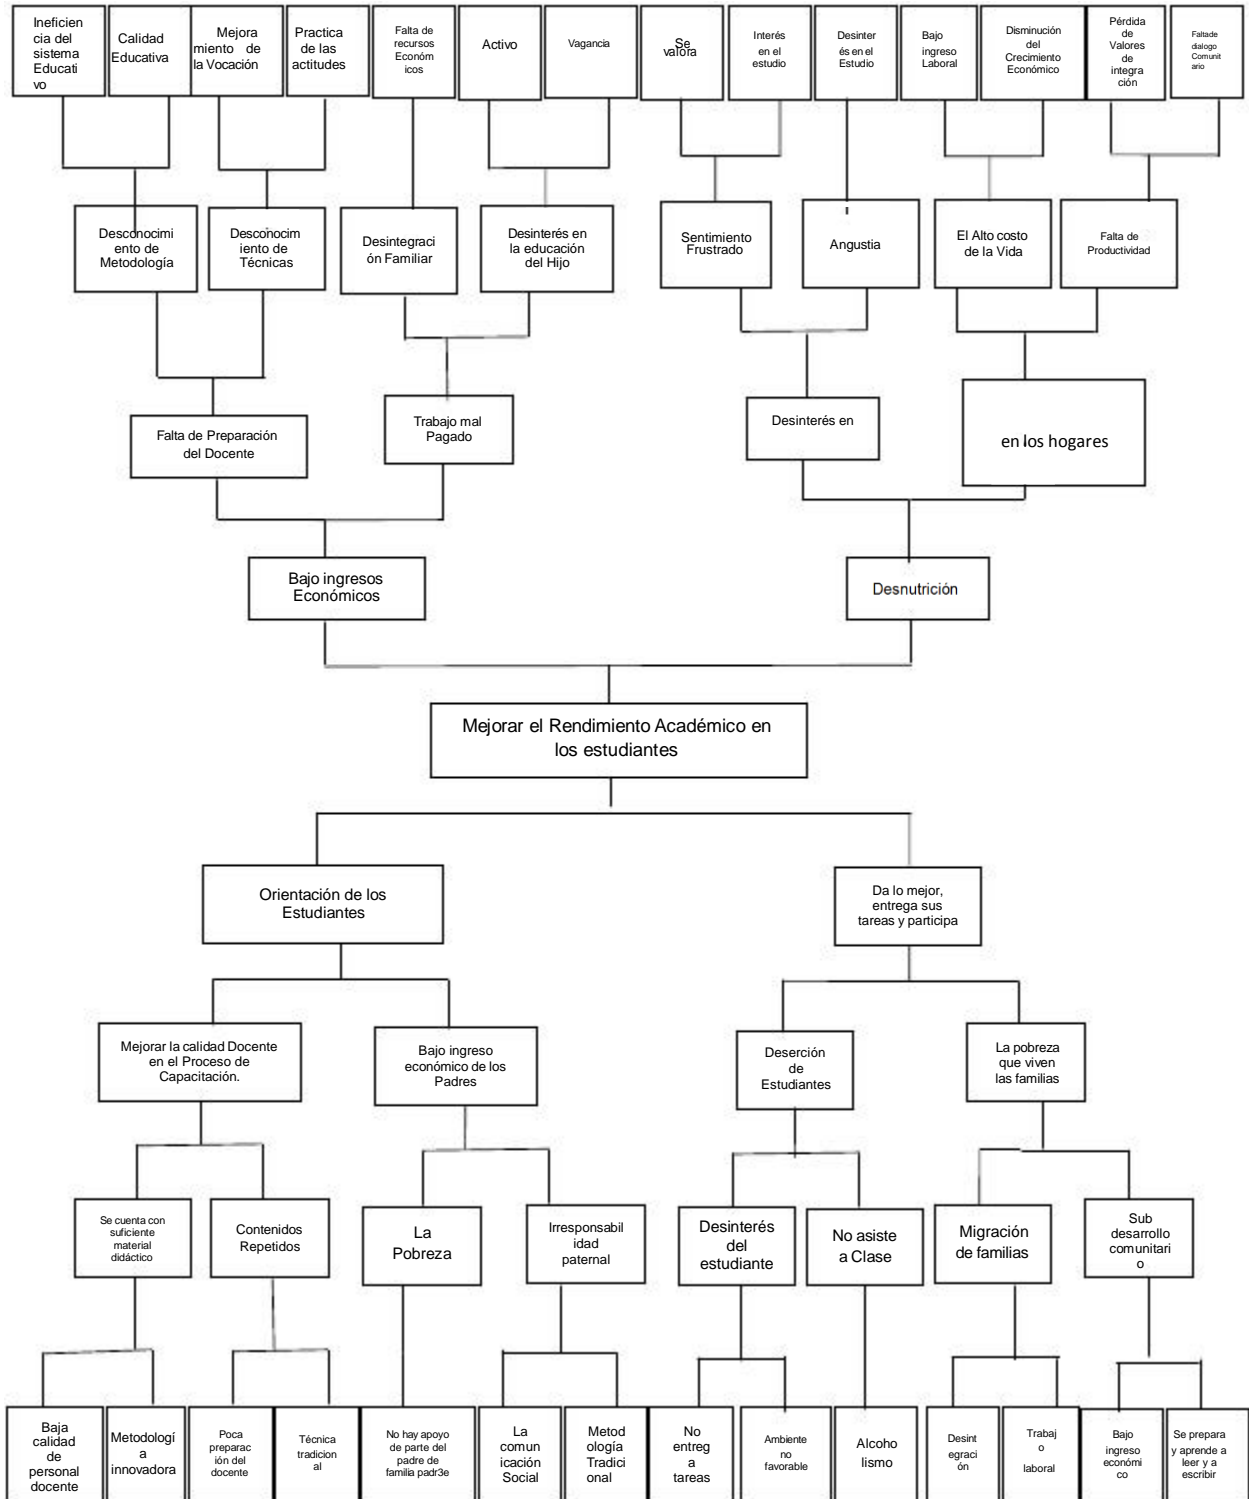 Ineficien
cia del
sistema
Educati
vo
Calidad
Educativa
Mejora
miento de
la Vocación
Practica
de las
actitudes
Falta de
recursos
Económ
icos
Activo
Vagancia
Se
valora
Interés
en el
estudio
Desinter
és en el
Estudio
Bajo
ingreso
Laboral
Disminución
del
Crecimiento
Económico
Pérdida
de
Valores
de
integra
ción
Faltade
dialogo
Comunit
ario
Desconocimi
ento de
Metodología
Desconocim
iento de
Técnicas
Desintegraci
ón Familiar
Desinterés en
la educación
del Hijo
Sentimiento
Frustrado
Angustia
El Alto costo
de la Vida
Falta de
Productividad
Falta de Preparación
del Docente
Trabajo mal
Pagado
Desinterés en
en los hogares
Bajo ingresos
Económicos
Desnutrición
Mejorar el Rendimiento Académico en
los estudiantes
Orientación de los
Estudiantes
Da lo mejor,
entrega sus
tareas y participa
Mejorar la calidad Docente
en el Proceso de
Capacitación.
Bajo ingreso
económico de los
Padres
Deserción
de
Estudiantes
La pobreza
que viven
las familias
Se cuenta con
suficiente
material
didáctico
Contenidos
Repetidos
La
Pobreza
Irresponsabil
idad
paternal
Desinterés
del
estudiante
No asiste
a Clase
Migración
de familias
Sub
desarrollo
comunitari
o
Baja
calidad
de
personal
docente
Metodologí
a
innovadora
Poca
preparac
ión del
docente
Técnica
tradicion
al
No hay apoyo
de parte del
padre de
familia padr3e
La
comun
icación
Social
Metod
ología
Tradici
onal
No
entreg
a
tareas
Ambiente
no
favorable
Alcoho
lismo
Desint
egraci
ón
Trabaj
o
laboral
Bajo
ingreso
económi
co
Se prepara
y aprende a
leer y a
escribir